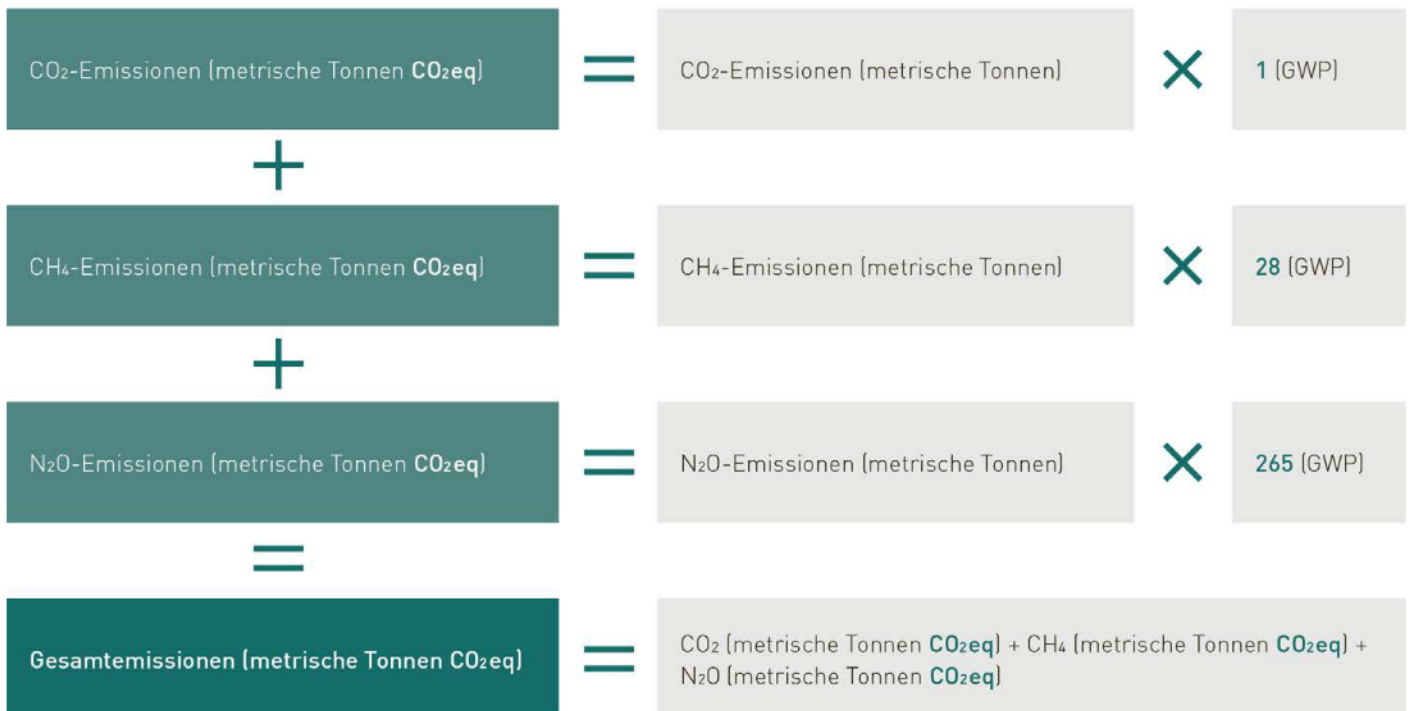 CO₂-Emissionen (metrische Tonnen CO₂eq) = CO₂-Emissionen (metrische Tonnen) × 1 (GWP)
+
CH₄-Emissionen (metrische Tonnen CO₂eq) = CH₄-Emissionen (metrische Tonnen) × 28 (GWP)
+
N₂O-Emissionen (metrische Tonnen CO₂eq) = N₂O-Emissionen (metrische Tonnen) × 265 (GWP)
=
Gesamtemissionen (metrische Tonnen CO₂eq) = CO₂ (metrische Tonnen CO₂eq) + CH₄ (metrische Tonnen CO₂eq) +
N₂O (metrische Tonnen CO₂eq)